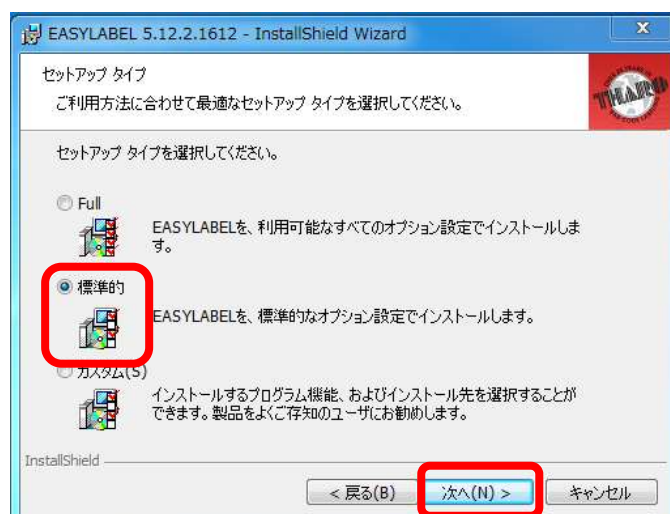 EASYLABEL 5.12.2.1612 - InstallShield Wizard
セットアップ タイプ
ご利用方法に合わせて最適なセットアップ タイプを選択してください。
THARO
セットアップ タイプを選択してください。
Full
EASYLABELを、利用可能なすべてのオプション設定でインストールしま
す。
標準的
EASYLABELを、標準的なオプション設定でインストールします。
カスタム(S)
インストールするプログラム機能、およびインストール先を選択することが
できます。製品をよくご存知のユーザにお勧めします。
InstallShield
< 戻る(B)
次へ(N) >
キャンセル